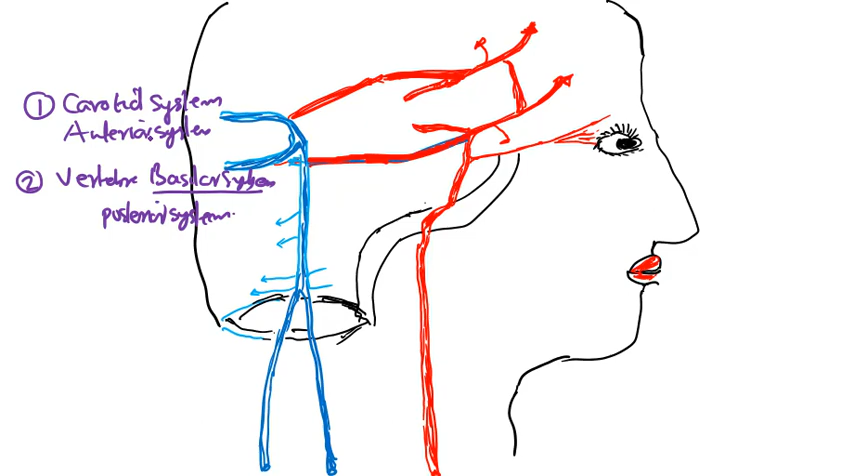 ① Carotid system
Anterior system
② Vertebro Basilar System
posterior system.